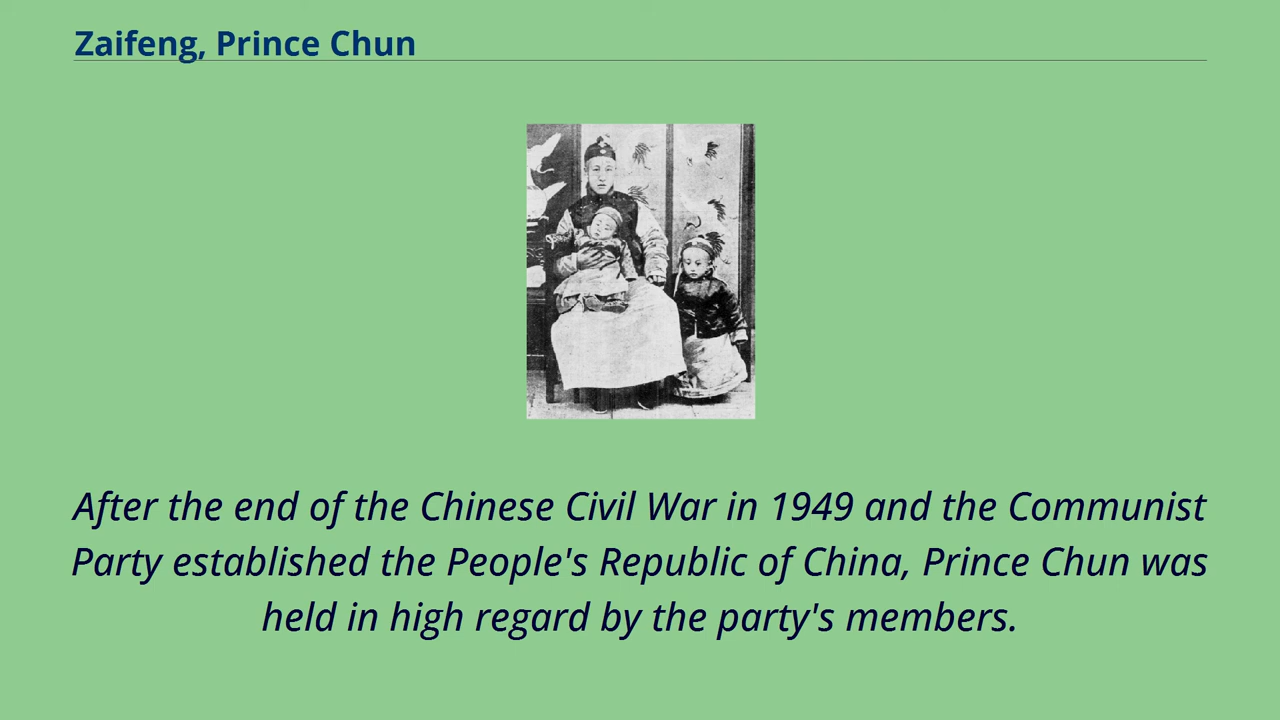 Zaifeng, Prince Chun
After the end of the Chinese Civil War in 1949 and the Communist
Party established the People's Republic of China, Prince Chun was
held in high regard by the party's members.